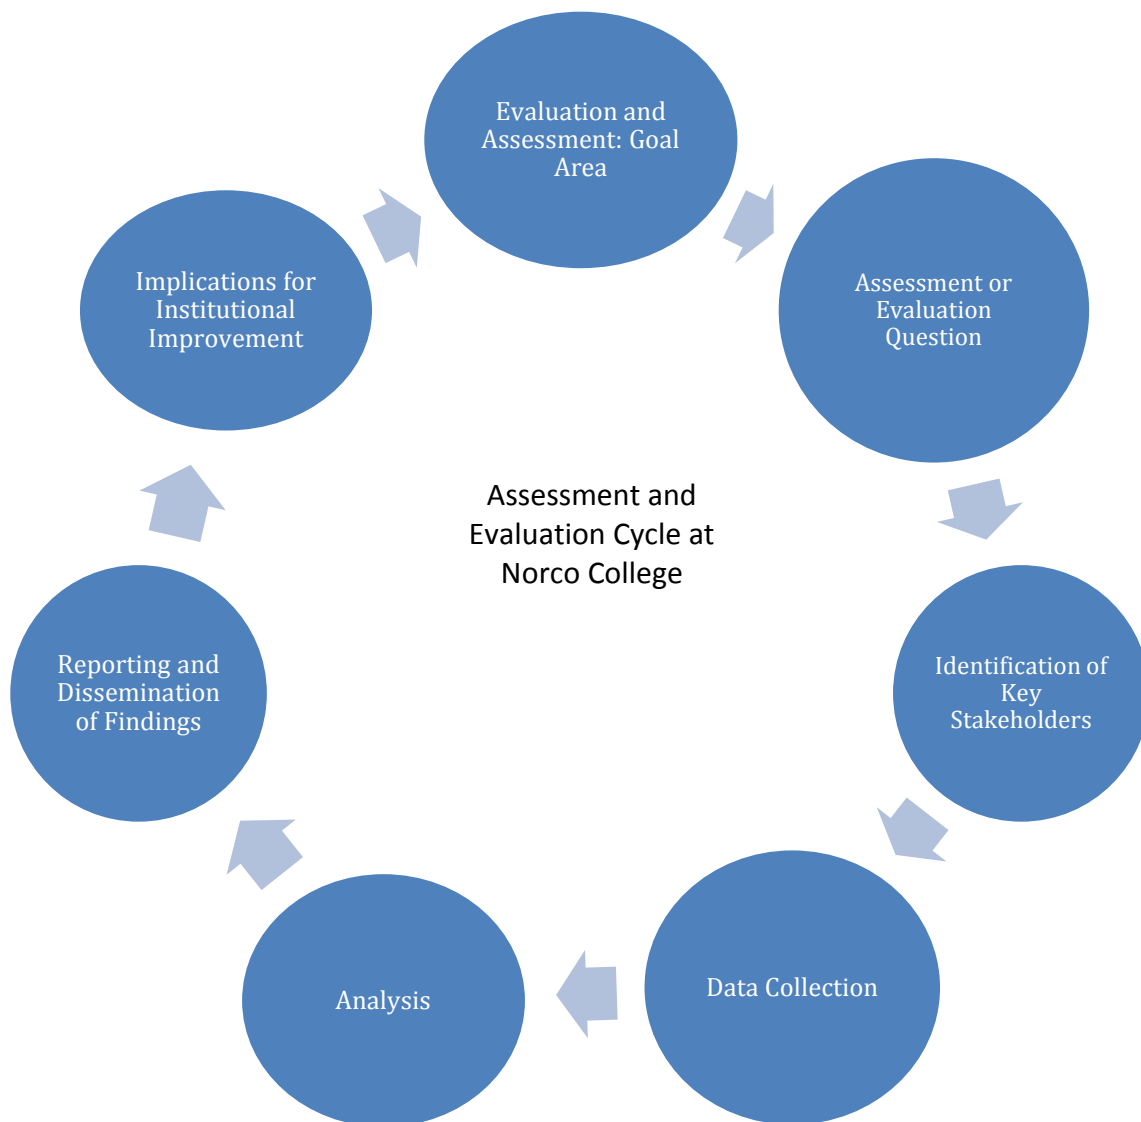 Evaluation and
Assessment: Goal
Area
Assessment or
Evaluation
Question
Identification of
Key
Stakeholders
Data Collection
Analysis
Reporting and
Dissemination
of Findings
Implications for
Institutional
Improvement
Assessment and
Evaluation Cycle at
Norco College